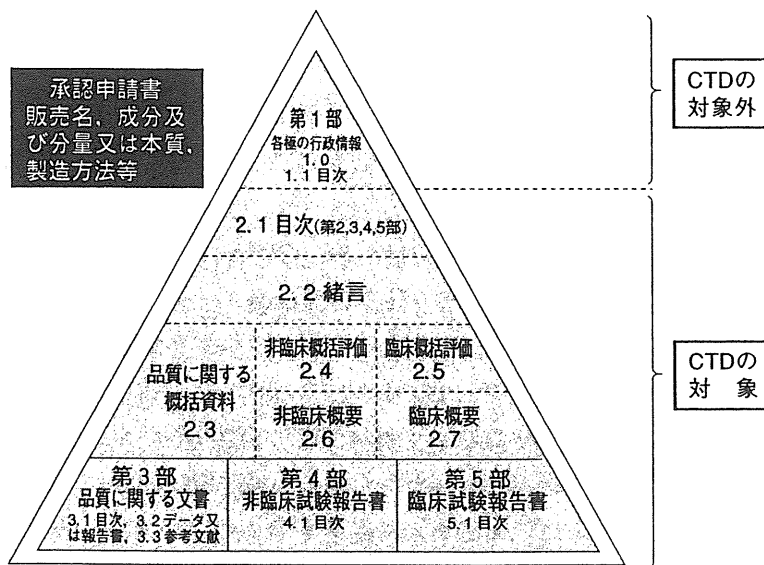 承認申請書
販売名，成分及
び分量又は本質，
製造方法等
第1部
各極の行政情報
1. 0
1. 1 目次
CTDの
対象外
2. 1 目次(第2,3,4,5部)
2. 2 緒言
品質に関する
概括資料
2. 3
非臨床概括評価
2. 4
臨床概括評価
2. 5
非臨床概要
2. 6
臨床概要
2. 7
CTDの
対 象
第3部
品質に関する文書
3. 1 目次，3. 2 データ又
は報告書，3. 3 参考文献
第4部
非臨床試験報告書
4. 1 目次
第5部
臨床試験報告書
5. 1 目次